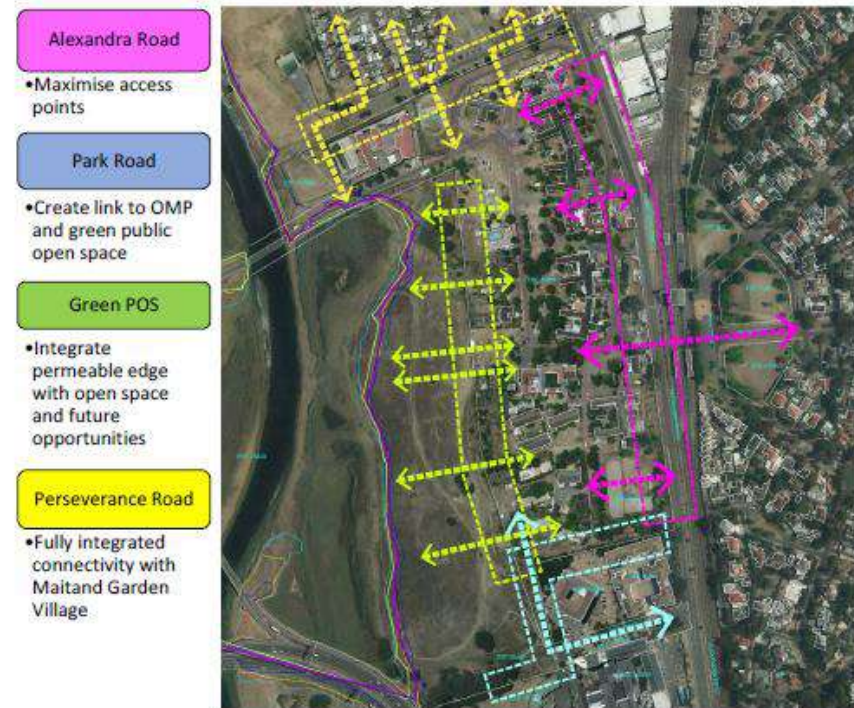 Alexandra Road
•Maximise access
points
Park Road
•Create link to OMP
and green public
open space
Green POS
•Integrate
permeable edge
with open space
and future
opportunities
Perseverance Road
•Fully integrated
connectivity with
Maitand Garden
Village